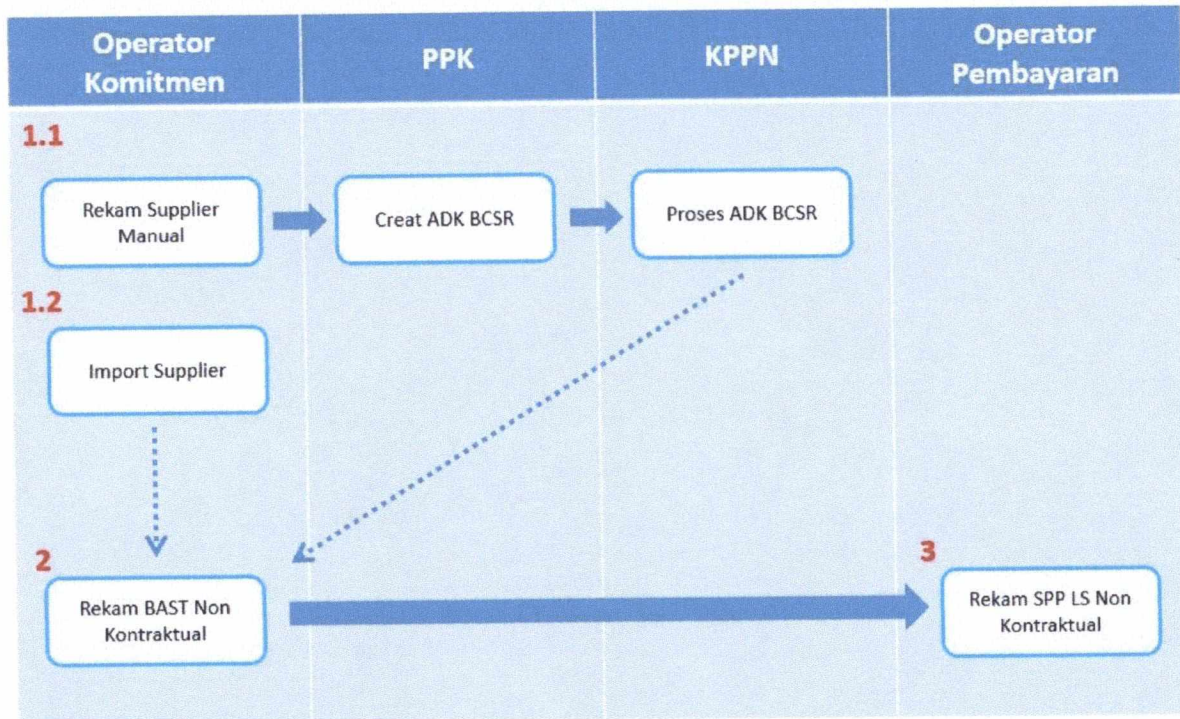 Operator
Komitmen
PPK
KPPN
Operator
Pembayaran
1.1
Rekam Supplier
Manual
Creat ADK BCSR
Proses ADK BCSR
1.2
Import Supplier
2
Rekam BAST Non
Kontraktual
3
Rekam SPP LS Non
Kontraktual